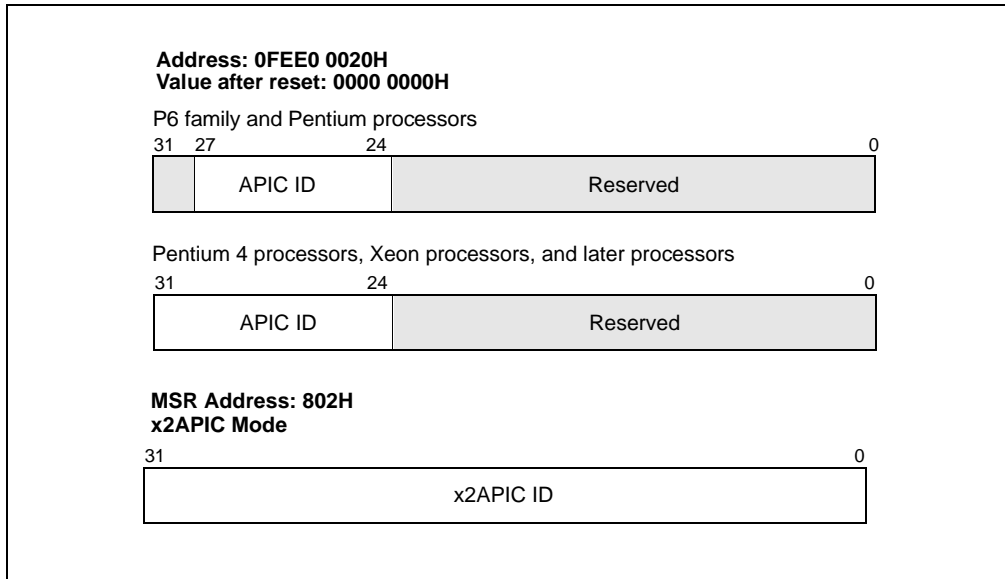 Address: 0FEE0 0020H
Value after reset: 0000 0000H
P6 family and Pentium processors
31 27 24 0
APIC ID Reserved
Pentium 4 processors, Xeon processors, and later processors
31 24 0
APIC ID Reserved
MSR Address: 802H
x2APIC Mode
31 0
x2APIC ID